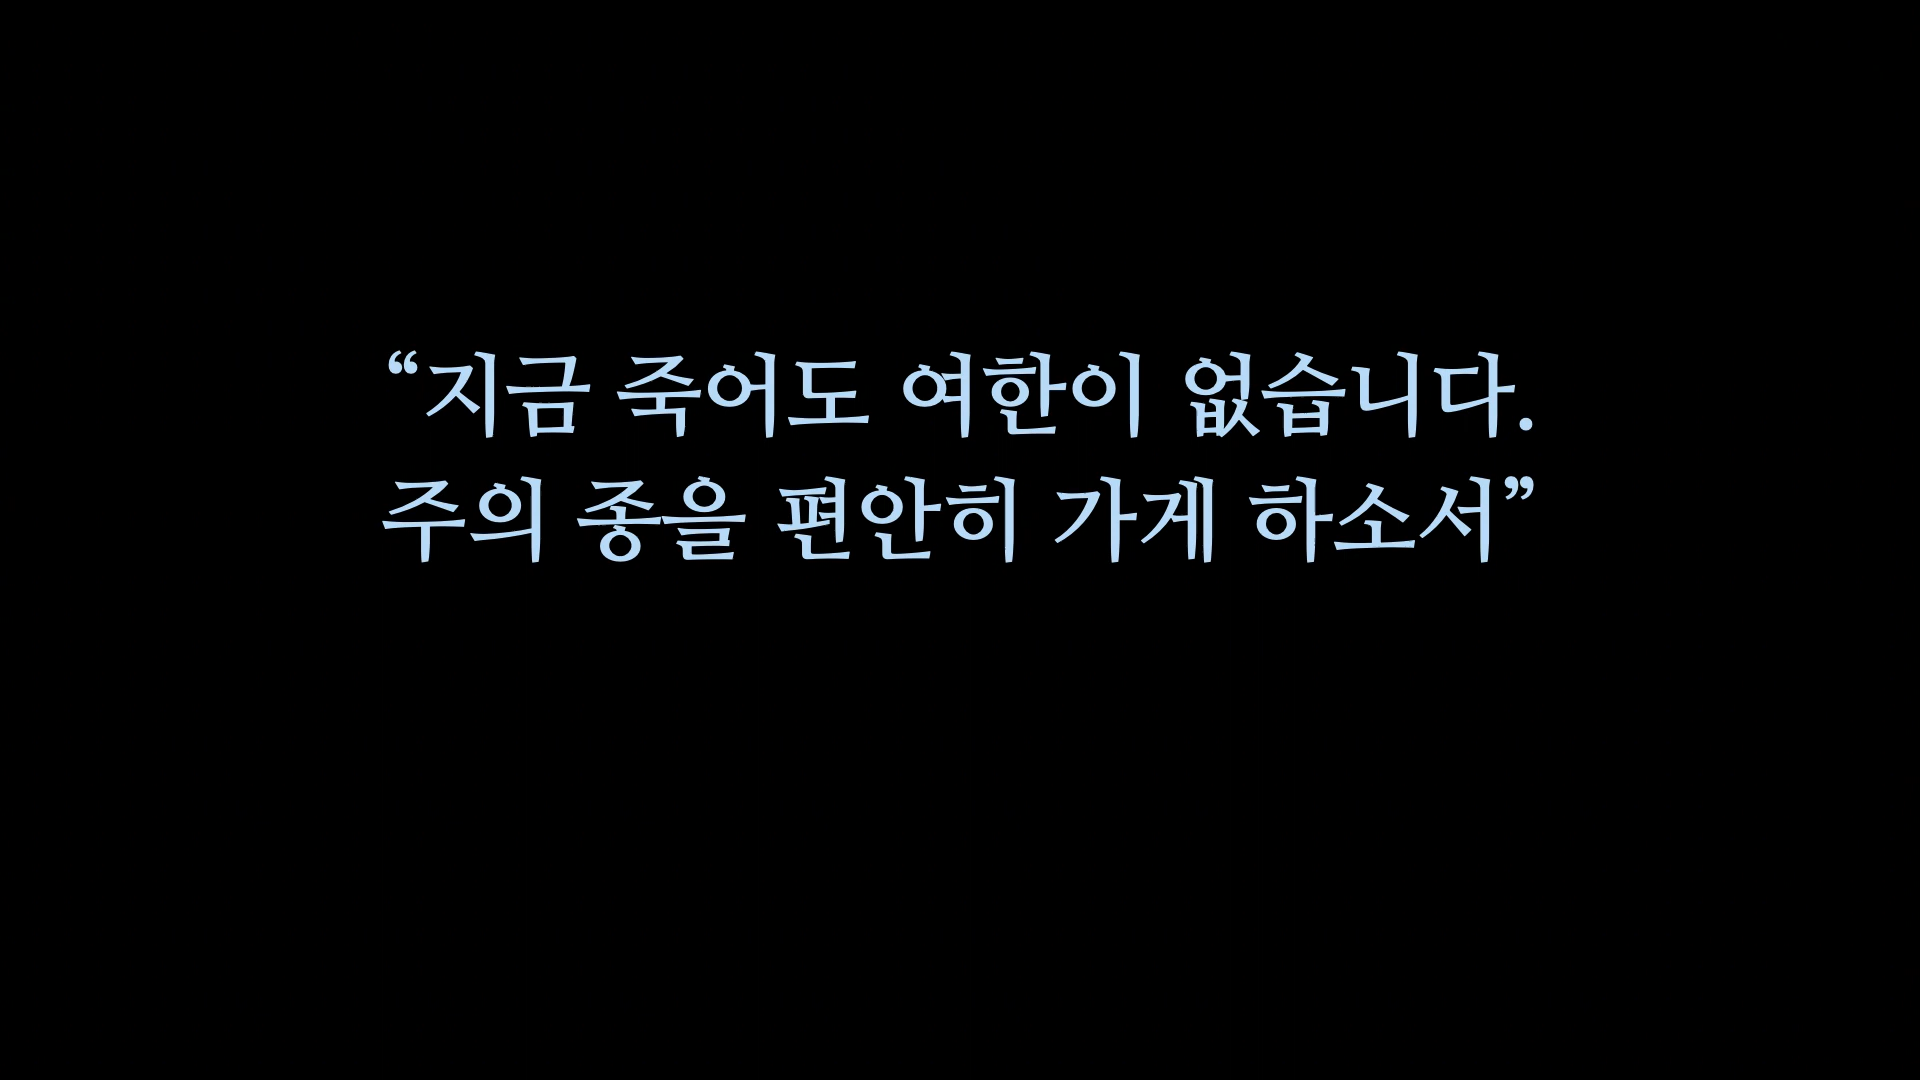 “지금 죽어도 여한이 없습니다.
주의 종을 편안히 가게 하소서”